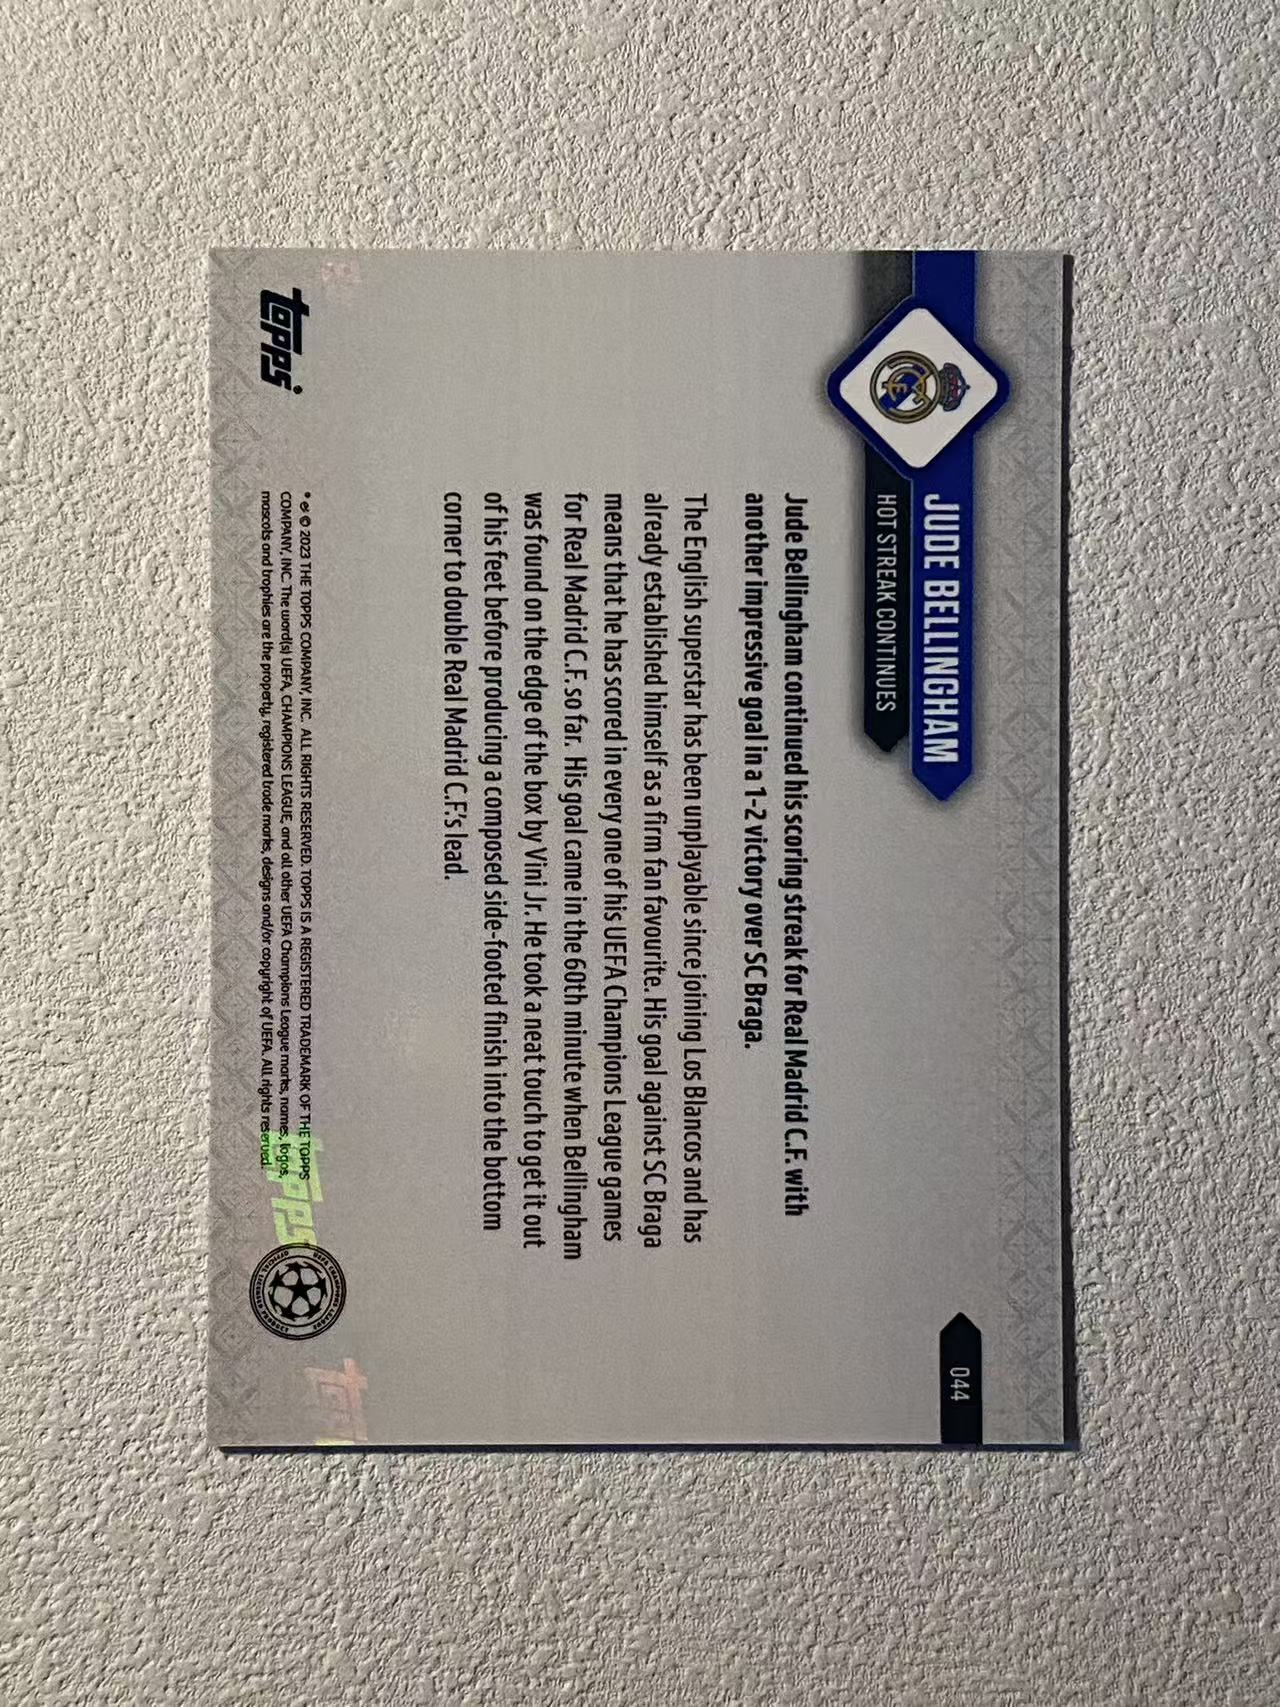 JUDE BELLINGHAM
HOT STREAK CONTINUES
044
Jude Bellingham continued his scoring streak for Real Madrid C.F. with
another impressive goal in a 1-2 victory over SC Braga.
The English superstar has been unplayable since joining Los Blancos and has
already established himself as a firm fan favourite. His goal against SC Braga
means that he has scored in every one of his UEFA Champions League games
for Real Madrid C.F. so far. His goal came in the 60th minute when Bellingham
was found on the edge of the box by Vini Jr. He took a neat touch to get it out
of his feet before producing a composed side-footed finish into the bottom
corner to double Real Madrid C.F.'s lead.
topps
® & © 2023 THE TOPPS COMPANY, INC. ALL RIGHTS RESERVED. TOPPS IS A REGISTERED TRADEMARK OF THE TOPPS
COMPANY, INC. The word(s) UEFA, CHAMPIONS LEAGUE, and all other UEFA Champions League marks, names, logos,
mascots and trophies are the property, registered trade marks, designs and/or copyright of UEFA. All rights reserved.
topps
UEFA CHAMPIONS LEAGUE
OFFICIAL LICENSED PRODUCT